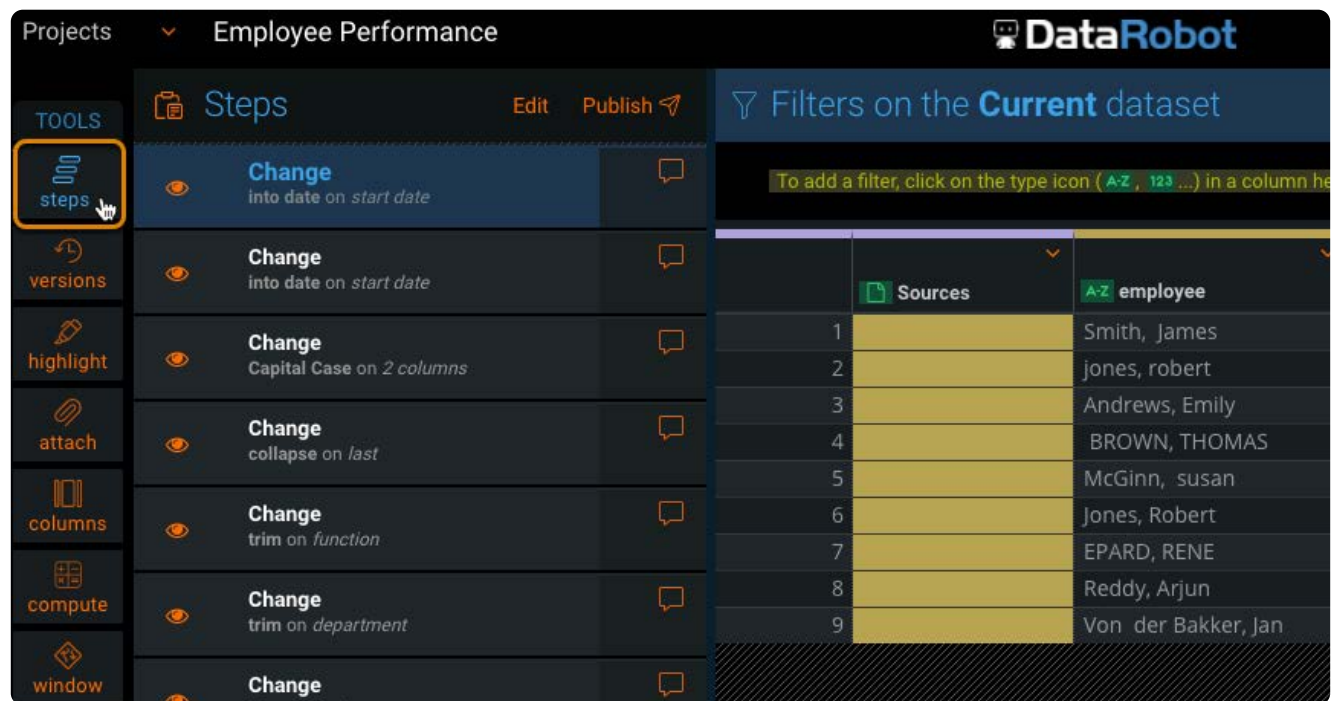 Projects
Employee Performance
DataRobot
TOOLS
steps
versions
highlight
attach
columns
compute
window
Steps
Edit
Publish
Change
into date on start date
Change
into date on start date
Change
Capital Case on 2 columns
Change
collapse on last
Change
trim on function
Change
trim on department
Change
Filters on the Current dataset
To add a filter, click on the type icon ( A-Z , 123 ...) in a column he
Sources
A-Z employee
1 Smith, James
2 jones, robert
3 Andrews, Emily
4 BROWN, THOMAS
5 McGinn, susan
6 Jones, Robert
7 EPARD, RENE
8 Reddy, Arjun
9 Von der Bakker, Jan